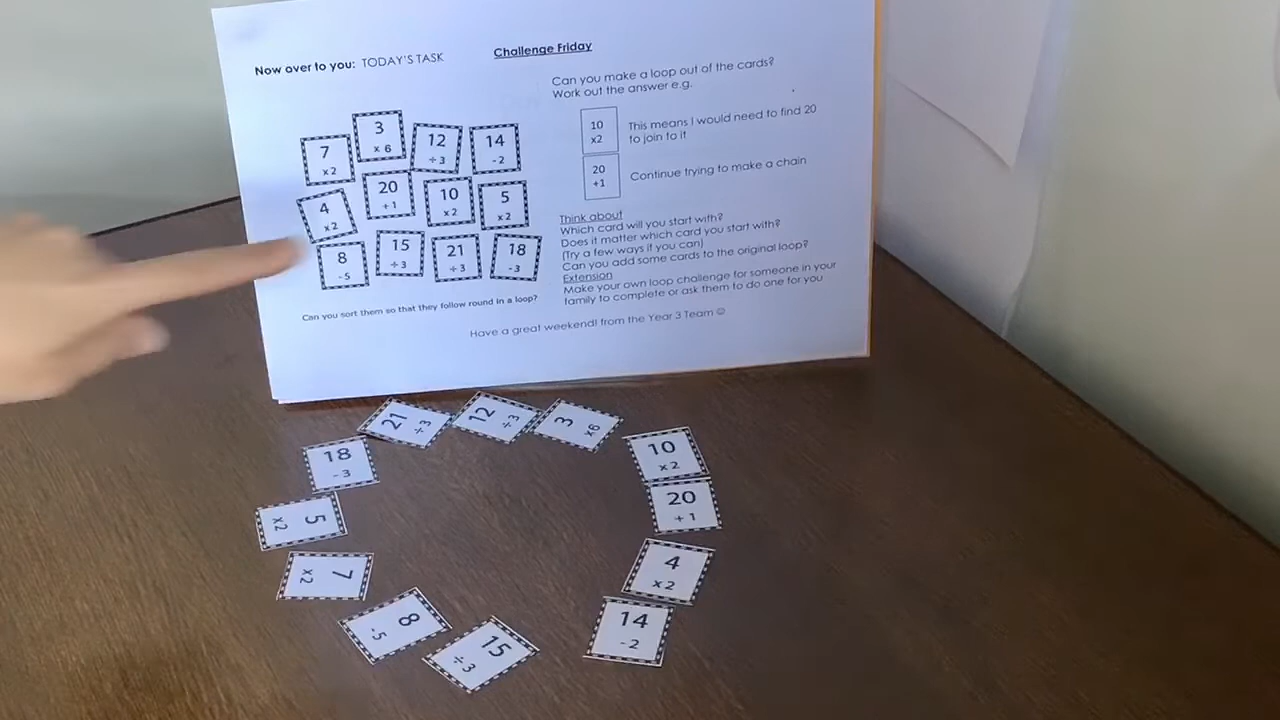 Challenge Friday
Now over to you: TODAY'S TASK
7
x2
3
x 6
12
÷3
14
-2
4
x2
20
+1
10
x2
5
x2
8
-5
15
÷3
21
÷3
18
-3
Can you sort them so that they follow round in a loop?
Can you make a loop out of the cards?
Work out the answer e.g.
10
x2
This means I would need to find 20
to join to it
20
+1
Continue trying to make a chain
Think about
Which card will you start with?
Does it matter which card you start with?
(Try a few ways if you can)
Can you add some cards to the original loop?
Extension
Make your own loop challenge for someone in your
family to complete or ask them to do one for you
Have a great weekend! from the Year 3 Team ☺
21
÷3
12
÷3
3
x6
10
x2
20
+1
4
x2
14
-2
15
÷3
8
-5
7
x2
5
x2
18
-3